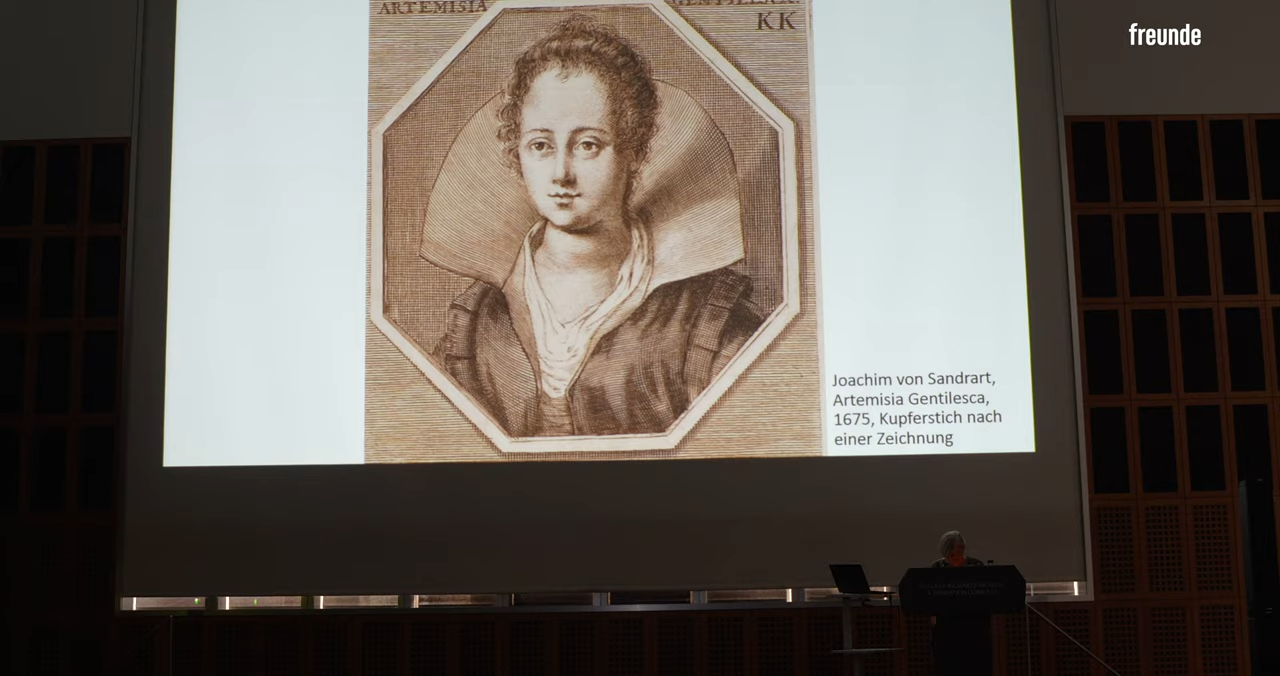 ARTEMISIA
KK
freunde
Joachim von Sandrart,
Artemisia Gentilesca,
1675, Kupferstich nach
einer Zeichnung